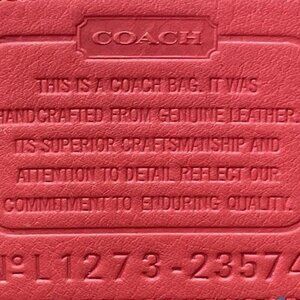 COACH
THIS IS A COACH BAG. IT WAS
HANDCRAFTED FROM GENUINE LEATHER.
ITS SUPERIOR CRAFTSMANSHIP AND
ATTENTION TO DETAIL REFLECT OUR
COMMITMENT TO ENDURING QUALITY.
Nº L1273-23574